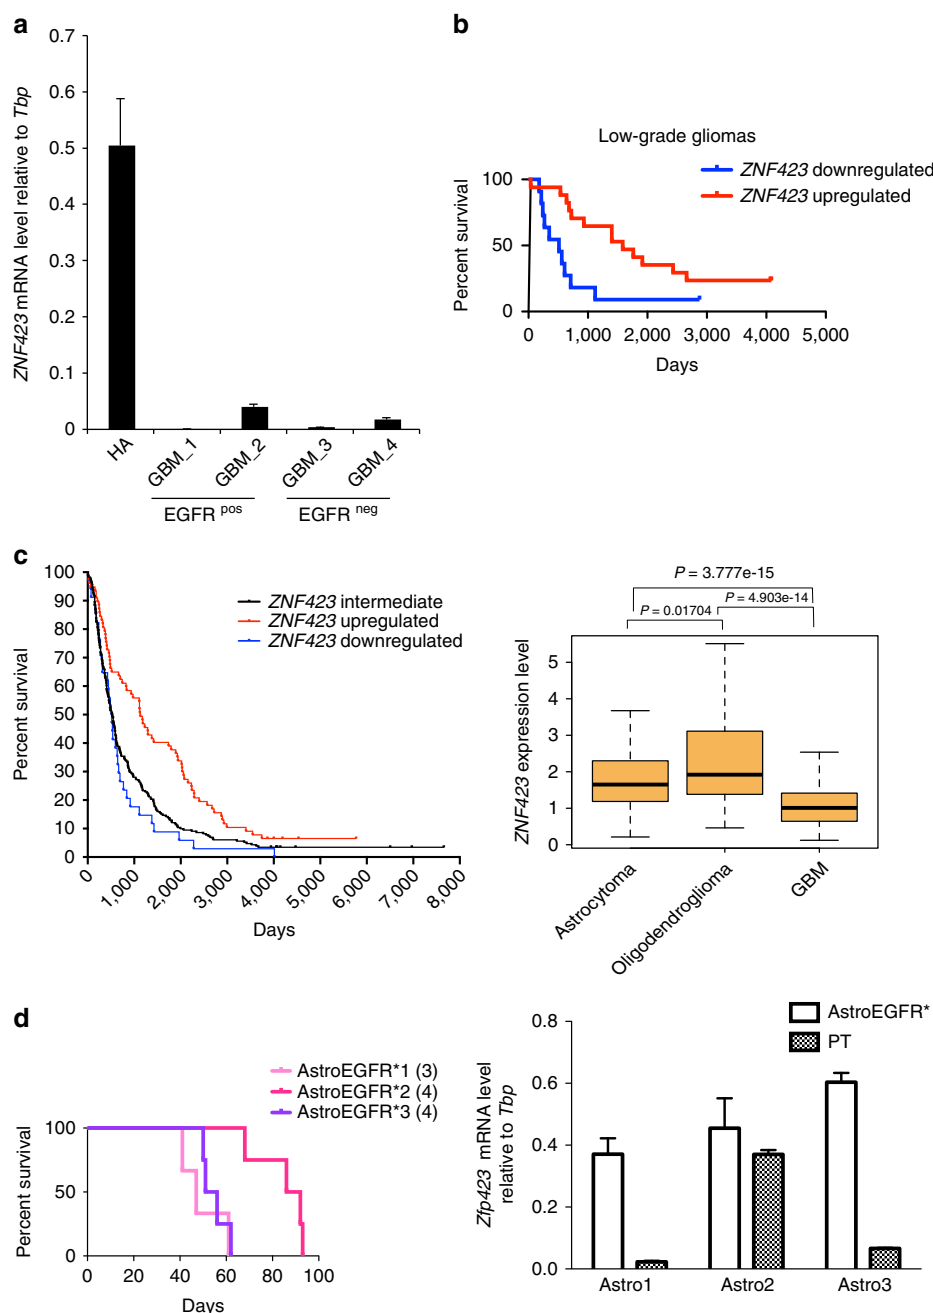 a
ZNF423 mRNA level relative to Tbp
0.7
0.6
0.5
0.4
0.3
0.2
0.1
0
HA
GBM_1
GBM_2
GBM_3
GBM_4
EGFR pos
EGFR neg
b
Low-grade gliomas
ZNF423 downregulated
ZNF423 upregulated
Percent survival
100
50
0
0 1,000 2,000 3,000 4,000 5,000
Days
c
Percent survival
100
90
80
70
60
50
40
30
20
10
0
ZNF423 intermediate
ZNF423 upregulated
ZNF423 downregulated
0 1,000 2,000 3,000 4,000 5,000 6,000 7,000 8,000
Days
P = 3.777e-15
P = 4.903e-14
P = 0.01704
ZNF423 expression level
5
4
3
2
1
0
Astrocytoma
Oligodendroglioma
GBM
d
AstroEGFR*1 (3)
AstroEGFR*2 (4)
AstroEGFR*3 (4)
Percent survival
100
50
0
0 20 40 60 80 100
Days
AstroEGFR*
PT
Zfp423 mRNA level
relative to Tbp
0.8
0.6
0.4
0.2
0.0
Astro1 Astro2 Astro3